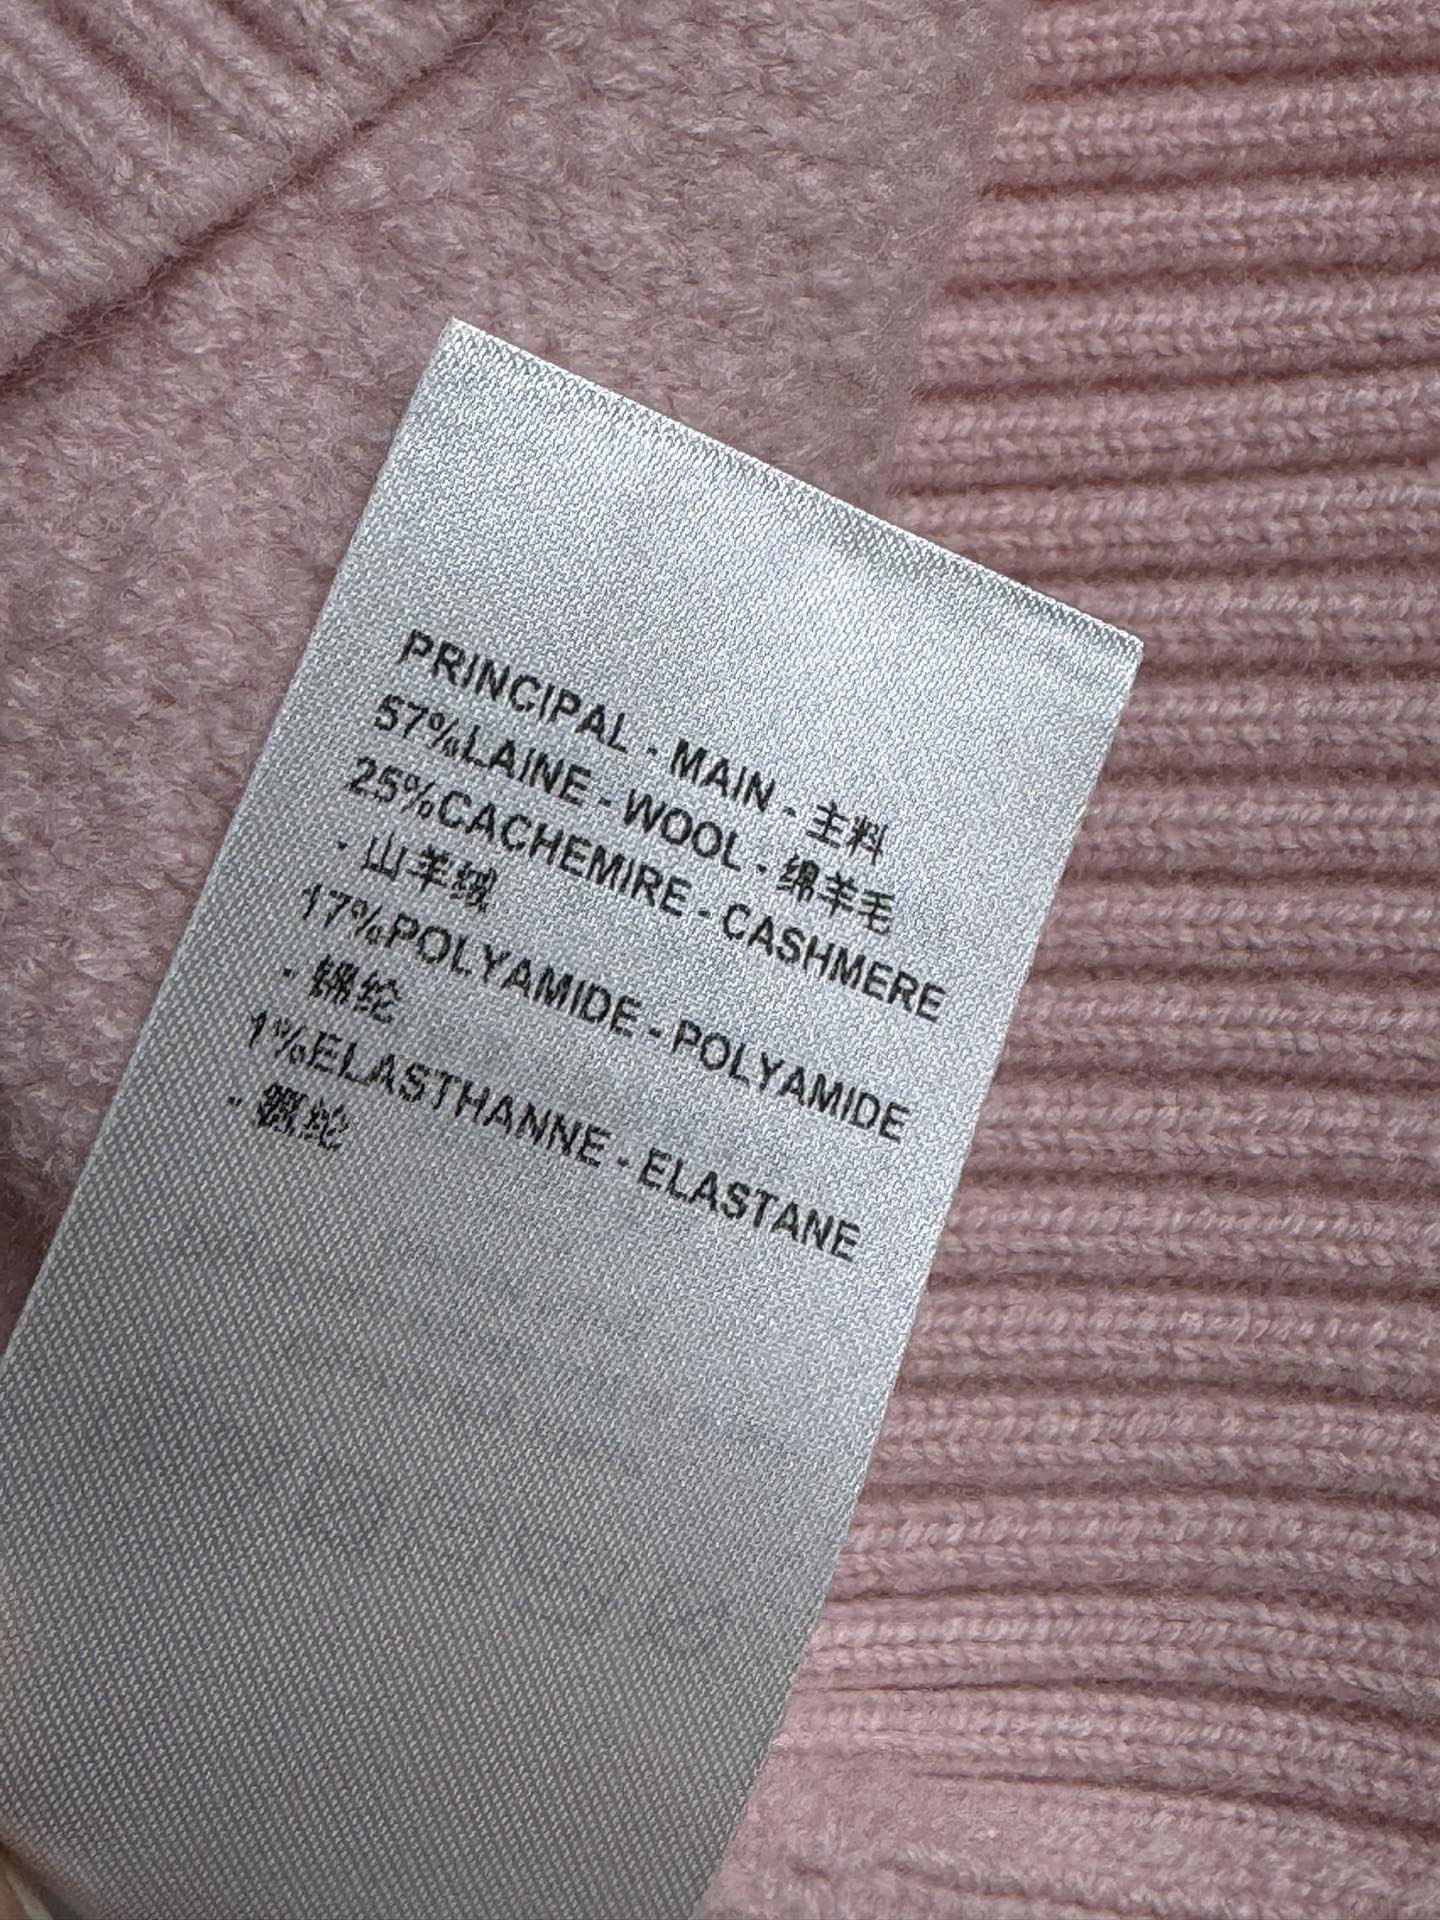 PRINCIPAL - MAIN - 主料
57%LAINE - WOOL - 绵羊毛
25%CACHEMIRE - CASHMERE
- 山羊绒
17%POLYAMIDE - POLYAMIDE
- 锦纶
1%ELASTHANNE - ELASTANE
- 氨纶